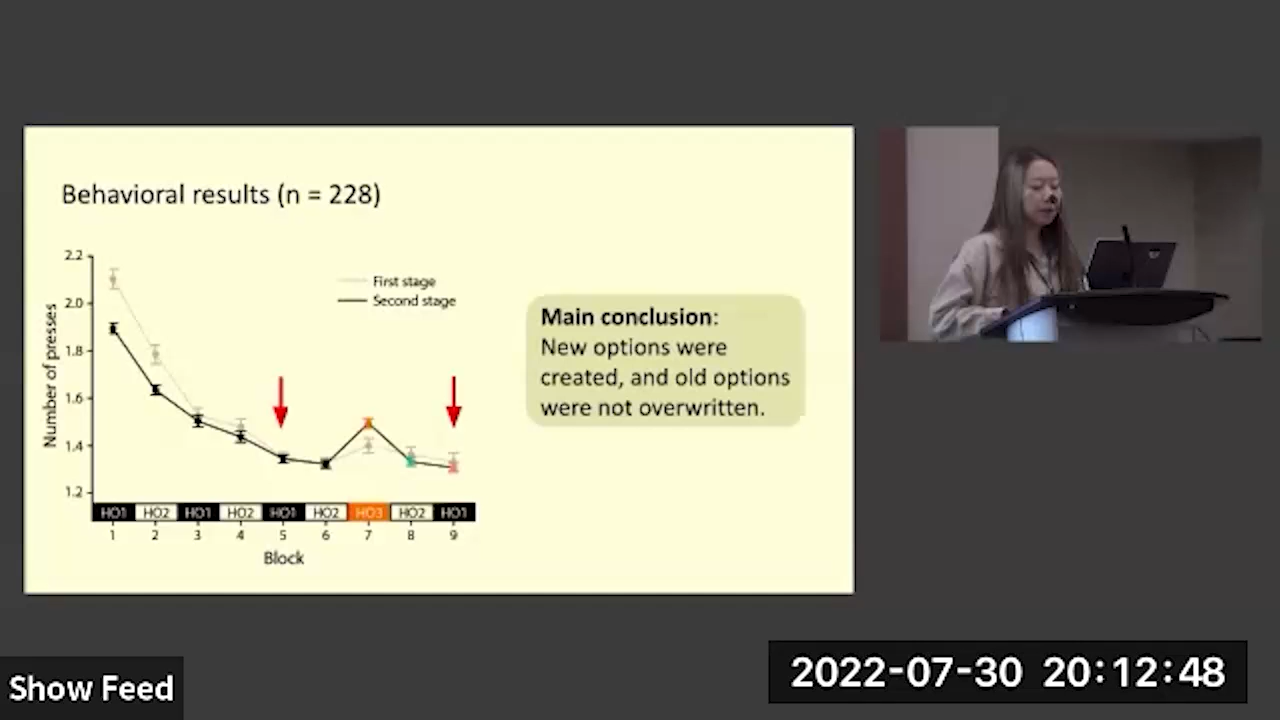 Behavioral results (n = 228)
2.2
2.0
1.8
1.6
1.4
1.2
Number of presses
First stage
Second stage
HO1 HO2 HO1 HO2 HO1 HO2 HO3 HO2 HO1
1 2 3 4 5 6 7 8 9
Block
Main conclusion:
New options were
created, and old options
were not overwritten.
Show Feed
2022-07-30 20:12:48